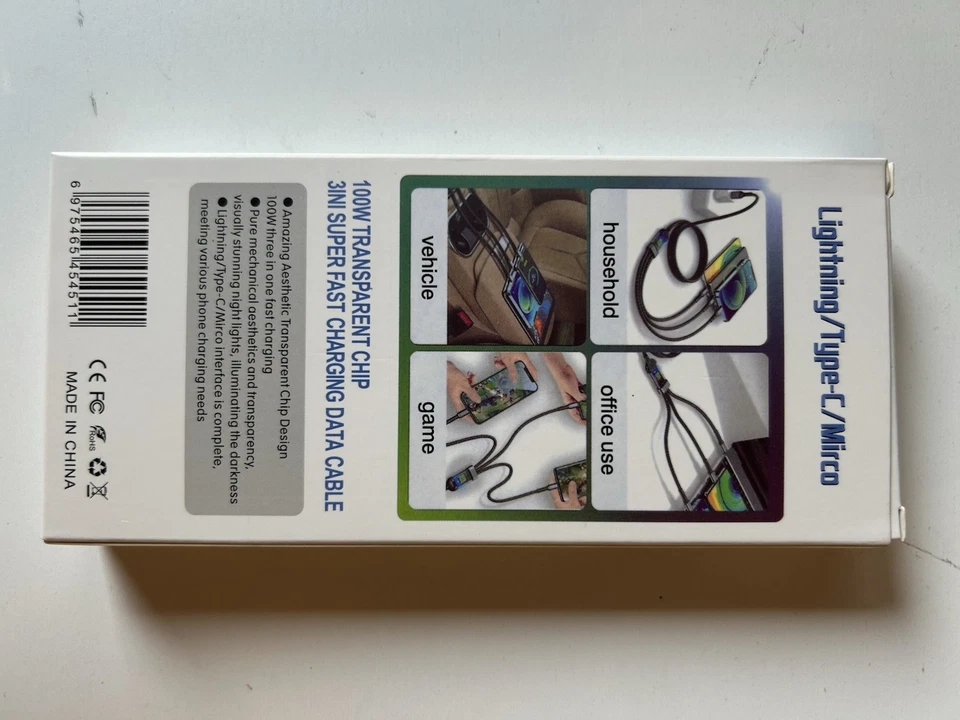 Lightning/Type-C/Mirco
household
office use
vehicle
game
100W TRANSPARENT CHIP
3INI SUPER FAST CHARGING DATA CABLE
● Amazing Aesthetic Transparent Chip Design
100W three in one fast charging
● Pure mechanical aesthetics and transparency,
visually stunning night lights, illuminating the darkness
● Lightning/Type-C/Mirco interface is complete,
meeting various phone charging needs
6 975465 454511
CE FC RoHS
MADE IN CHINA